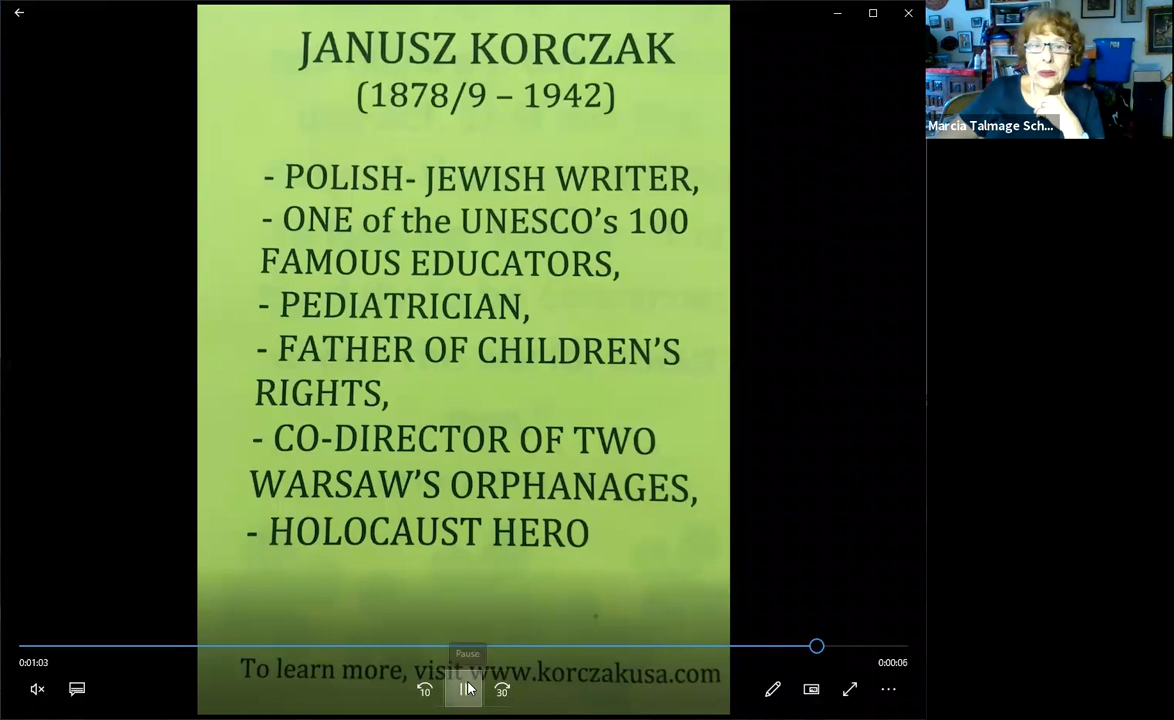 JANUSZ KORCZAK
(1878/9 – 1942)
- POLISH- JEWISH WRITER,
- ONE of the UNESCO’s 100
FAMOUS EDUCATORS,
- PEDIATRICIAN,
- FATHER OF CHILDREN’S
RIGHTS,
- CO-DIRECTOR OF TWO
WARSAW’S ORPHANAGES,
- HOLOCAUST HERO
To learn more, visit www.korczakusa.com
Marcia Talmage Sch...
Pause
0:01:03
0:00:06
10
30